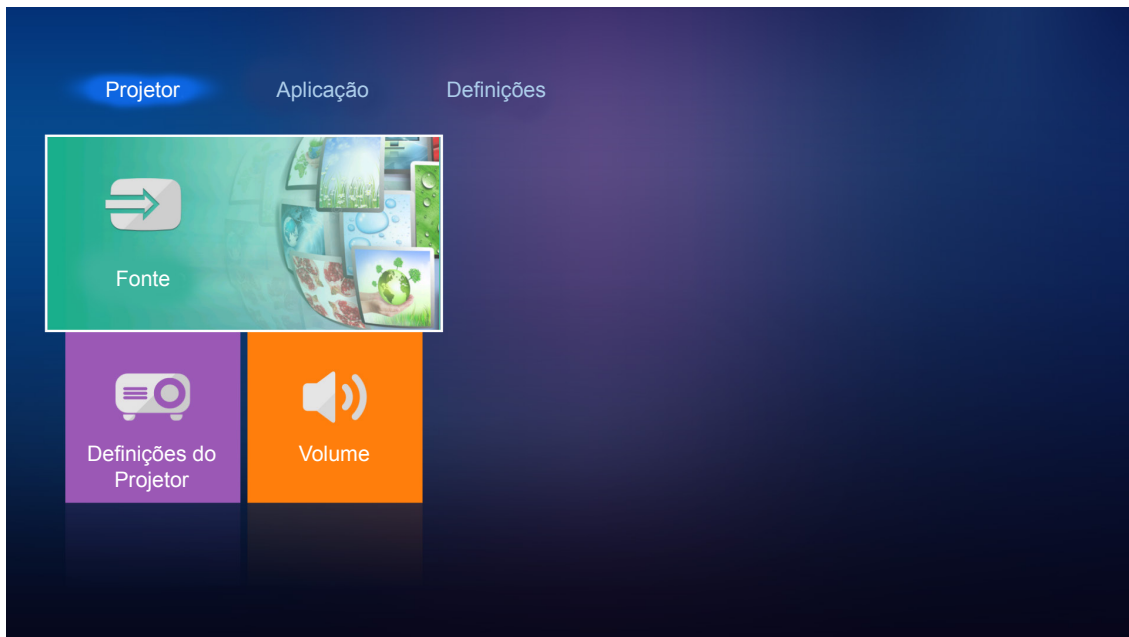 Projetor Aplicação Definições
Fonte
Definições do
Projetor
Volume